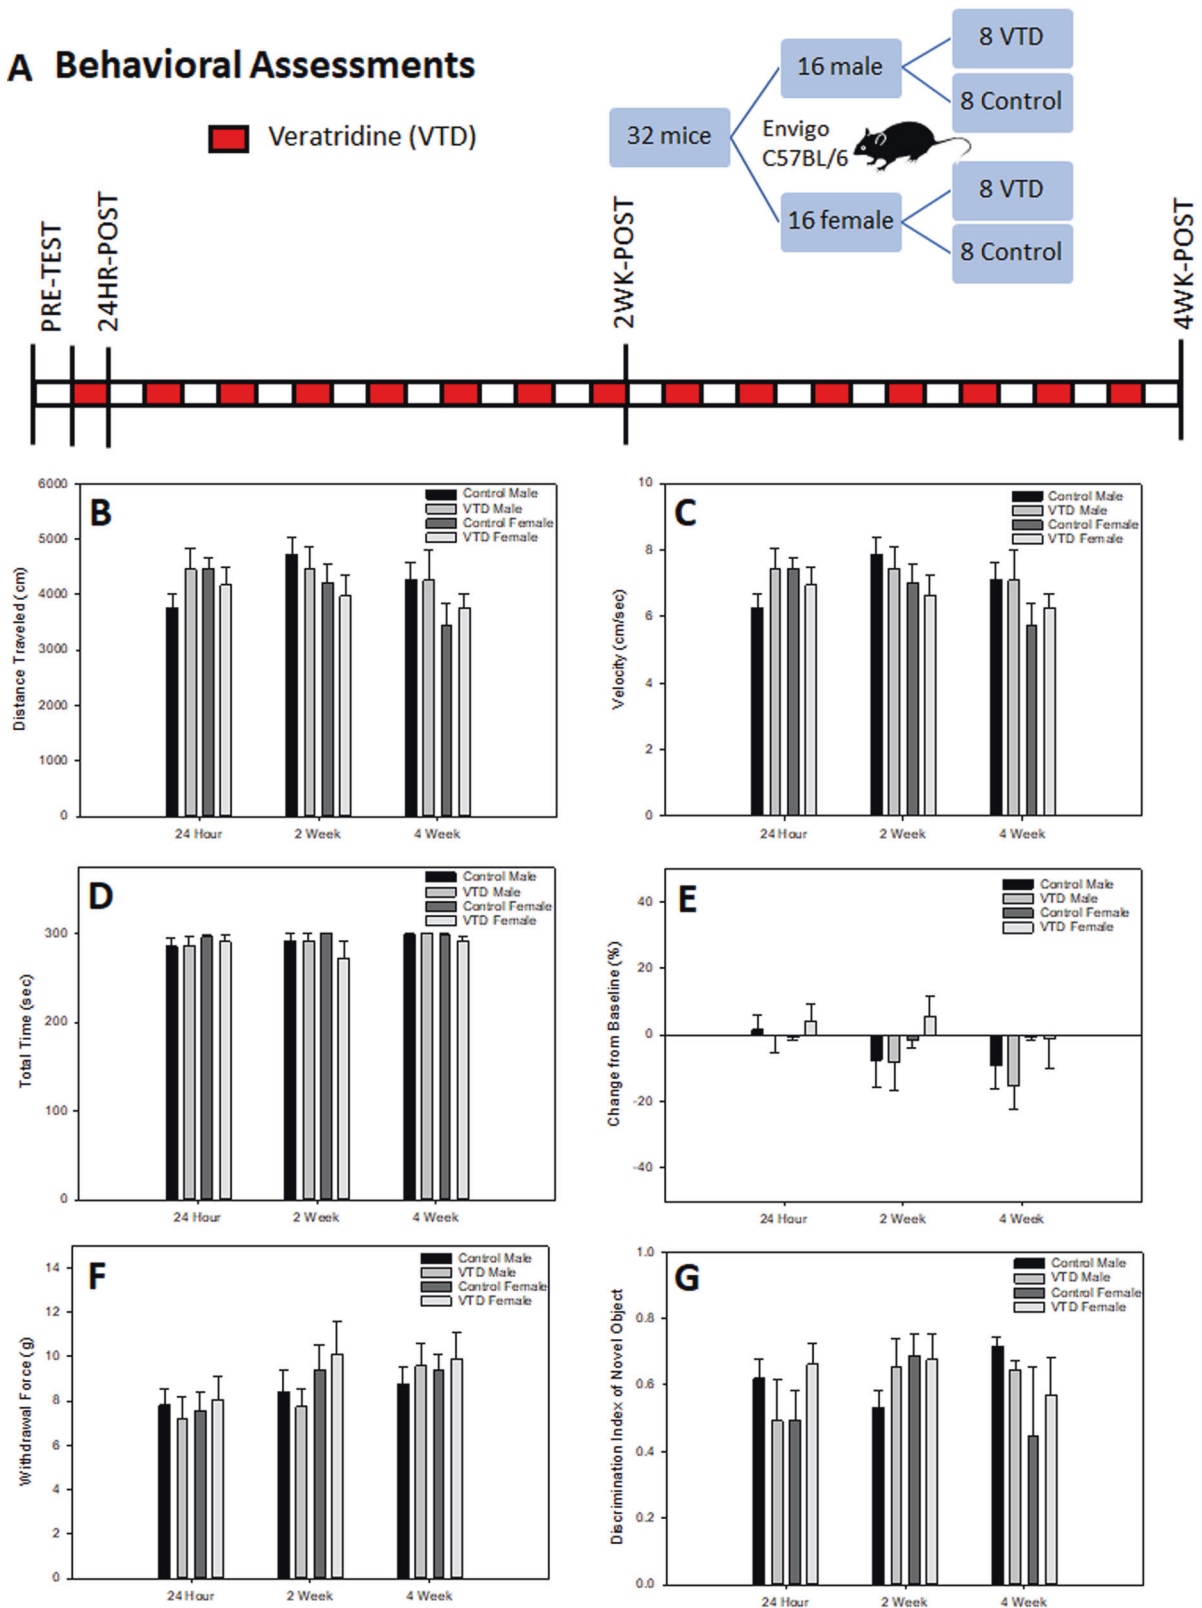 A Behavioral Assessments
Veratridine (VTD)
32 mice
16 male
16 female
8 VTD
8 Control
8 VTD
8 Control
Envigo
C57BL/6
PRE-TEST
24HR-POST
2WK-POST
4WK-POST
B
Distance Traveled (cm)
6000
5000
4000
3000
2000
1000
0
Control Male
VTD Male
Control Female
VTD Female
24 Hour
2 Week
4 Week
C
Velocity (cm/sec)
10
8
6
4
2
0
Control Male
VTD Male
Control Female
VTD Female
24 Hour
2 Week
4 Week
D
Total Time (sec)
300
200
100
0
Control Male
VTD Male
Control Female
VTD Female
24 Hour
2 Week
4 Week
E
Change from Baseline (%)
40
20
0
-20
-40
Control Male
VTD Male
Control Female
VTD Female
24 Hour
2 Week
4 Week
F
Withdrawal Force (g)
14
12
10
8
6
4
2
0
Control Male
VTD Male
Control Female
VTD Female
24 Hour
2 Week
4 Week
G
Discrimination Index of Novel Object
1.0
0.8
0.6
0.4
0.2
0.0
Control Male
VTD Male
Control Female
VTD Female
24 Hour
2 Week
4 Week